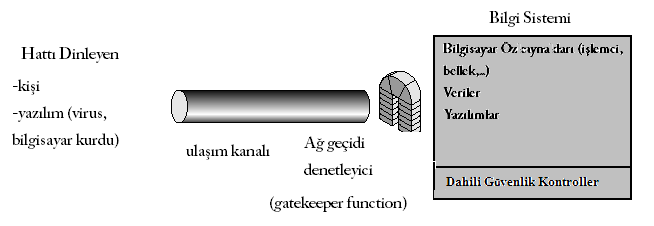 Bilgi Sistemi
Hattı Dinleyen
-kişi
-yazılım (virus,
bilgisayar kurdu)
ulaşım kanalı
Ağ geçidi
denetleyici
(gatekeeper function)
Bilgisayar Öz (işlemci,
bellek,..)
Veriler
Yazılımlar
Dahili Güvenlik Kontroller